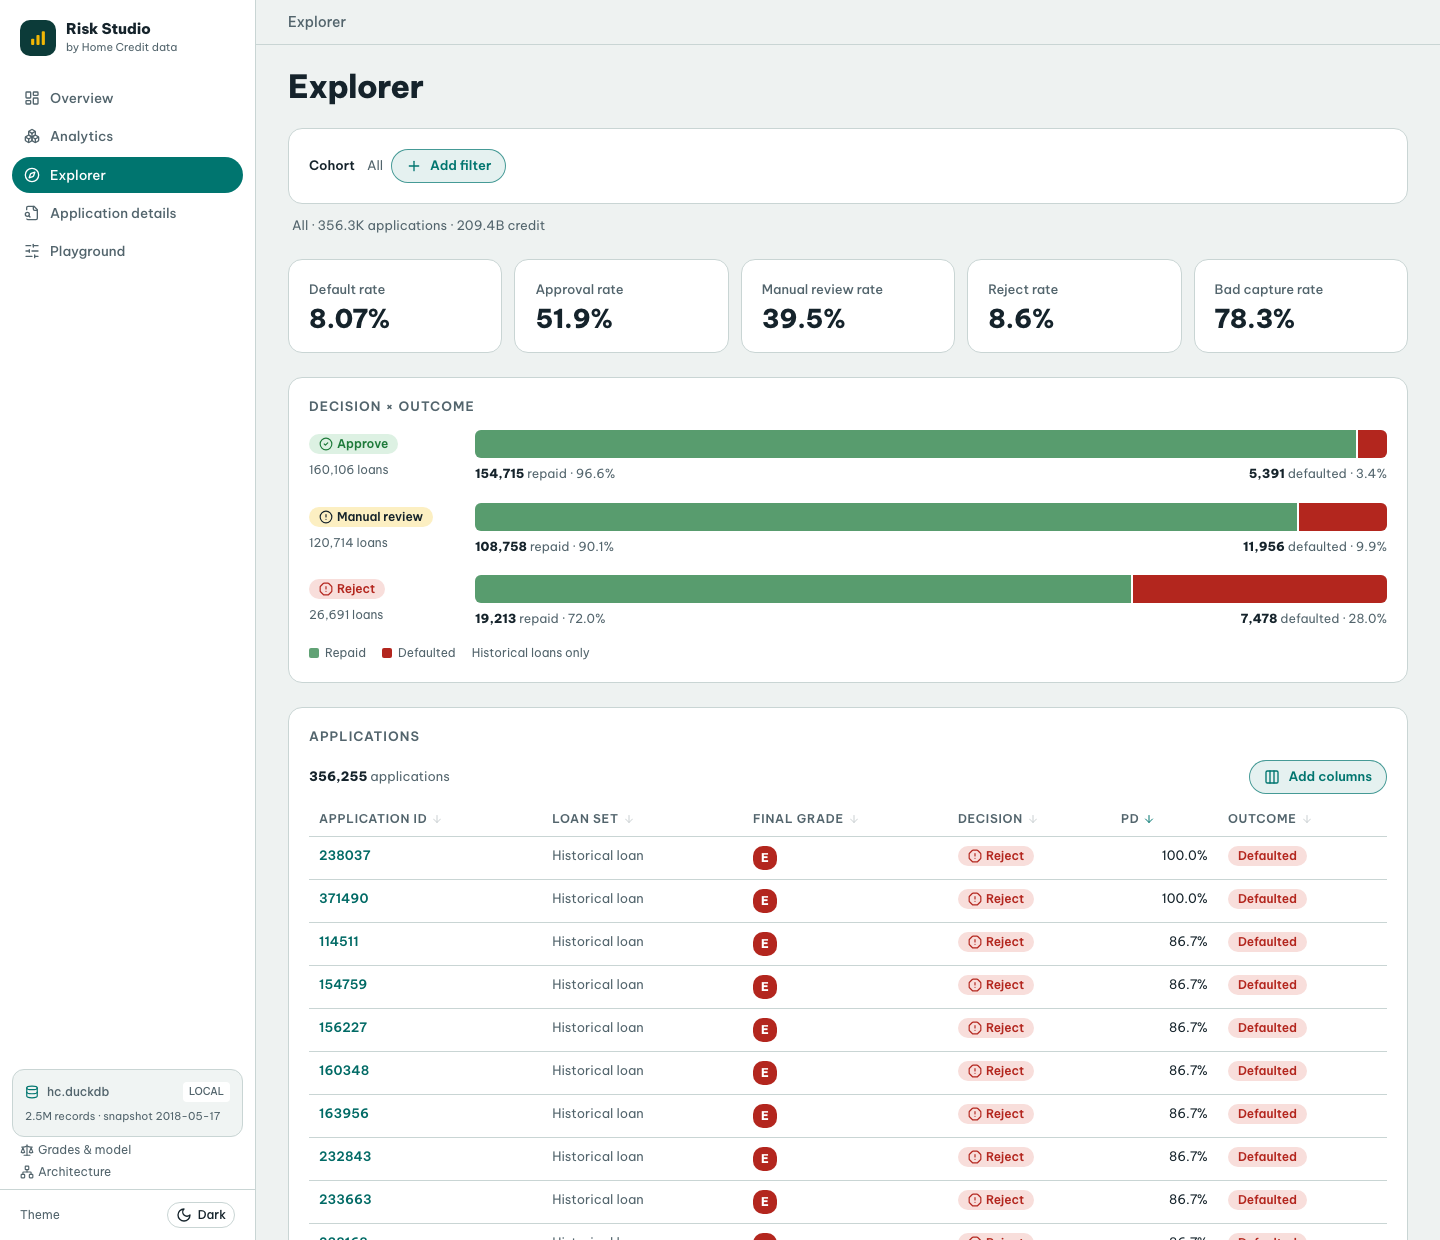 Risk Studio
by Home Credit data
Overview
Analytics
Explorer
Application details
Playground
hc.duckdb LOCAL
2.5M records · snapshot 2018-05-17
Grades & model
Architecture
Theme Dark
Explorer
Explorer
Cohort All Add filter
All · 356.3K applications · 209.4B credit
Default rate
8.07%
Approval rate
51.9%
Manual review rate
39.5%
Reject rate
8.6%
Bad capture rate
78.3%
DECISION × OUTCOME
Approve
160,106 loans
154,715 repaid · 96.6% 5,391 defaulted · 3.4%
Manual review
120,714 loans
108,758 repaid · 90.1% 11,956 defaulted · 9.9%
Reject
26,691 loans
19,213 repaid · 72.0% 7,478 defaulted · 28.0%
Repaid Defaulted Historical loans only
APPLICATIONS
356,255 applications Add columns
APPLICATION ID ↓ LOAN SET ↓ FINAL GRADE ↓ DECISION ↓ PD ↓ OUTCOME ↓
238037 Historical loan E Reject 100.0% Defaulted
371490 Historical loan E Reject 100.0% Defaulted
114511 Historical loan E Reject 86.7% Defaulted
154759 Historical loan E Reject 86.7% Defaulted
156227 Historical loan E Reject 86.7% Defaulted
160348 Historical loan E Reject 86.7% Defaulted
163956 Historical loan E Reject 86.7% Defaulted
232843 Historical loan E Reject 86.7% Defaulted
233663 Historical loan E Reject 86.7% Defaulted